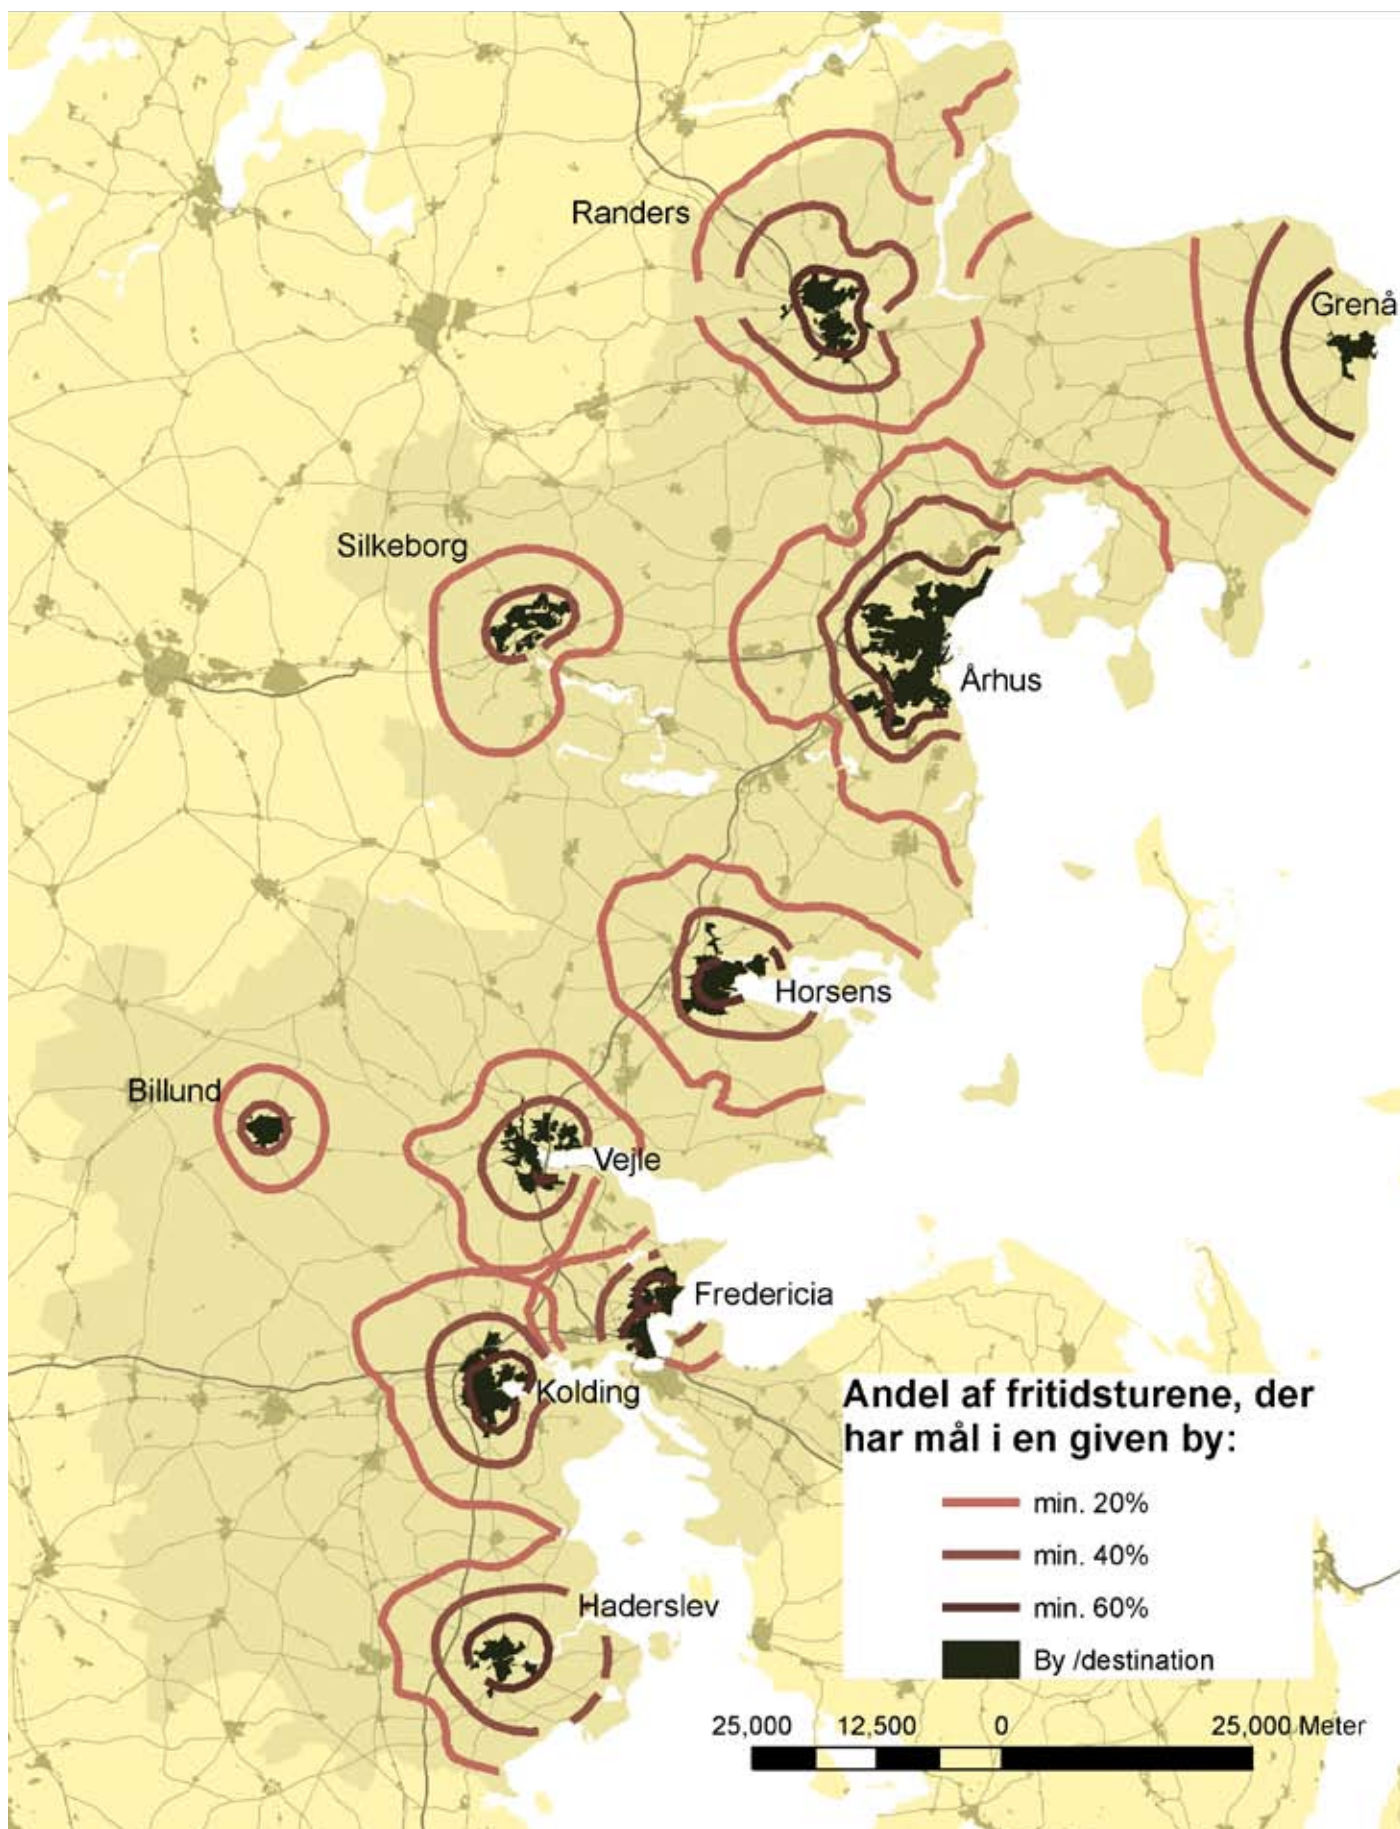 Randers
Grenå
Silkeborg
Århus
Horsens
Billund
Vejle
Fredericia
Kolding
Andel af fritidsturene, der
har mål i en given by:
min. 20%
min. 40%
min. 60%
By /destination
Haderslev
25,000 12,500 0 25,000 Meter